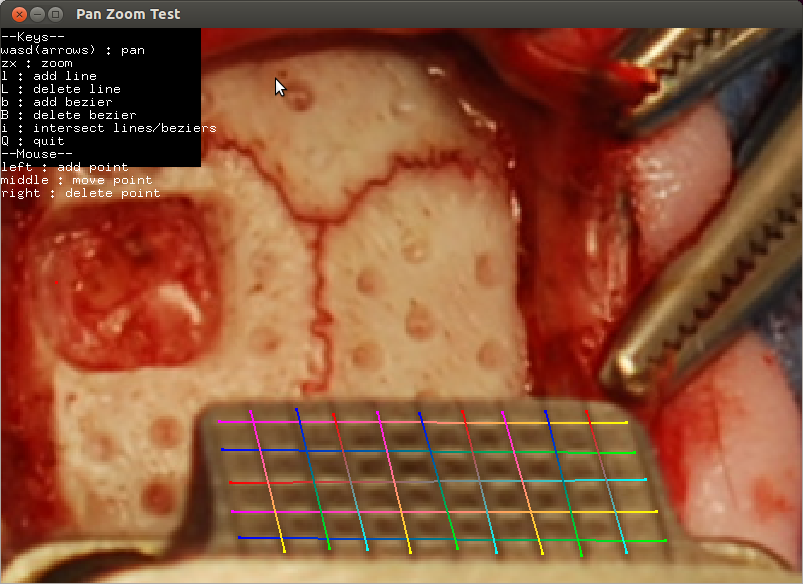 Pan Zoom Test
--Keys--
wasd(arrows) : pan
zx : zoom
l : add line
L : delete line
b : add bezier
B : delete bezier
i : intersect lines/beziers
Q : quit
--Mouse--
left : add point
middle : move point
right : delete point